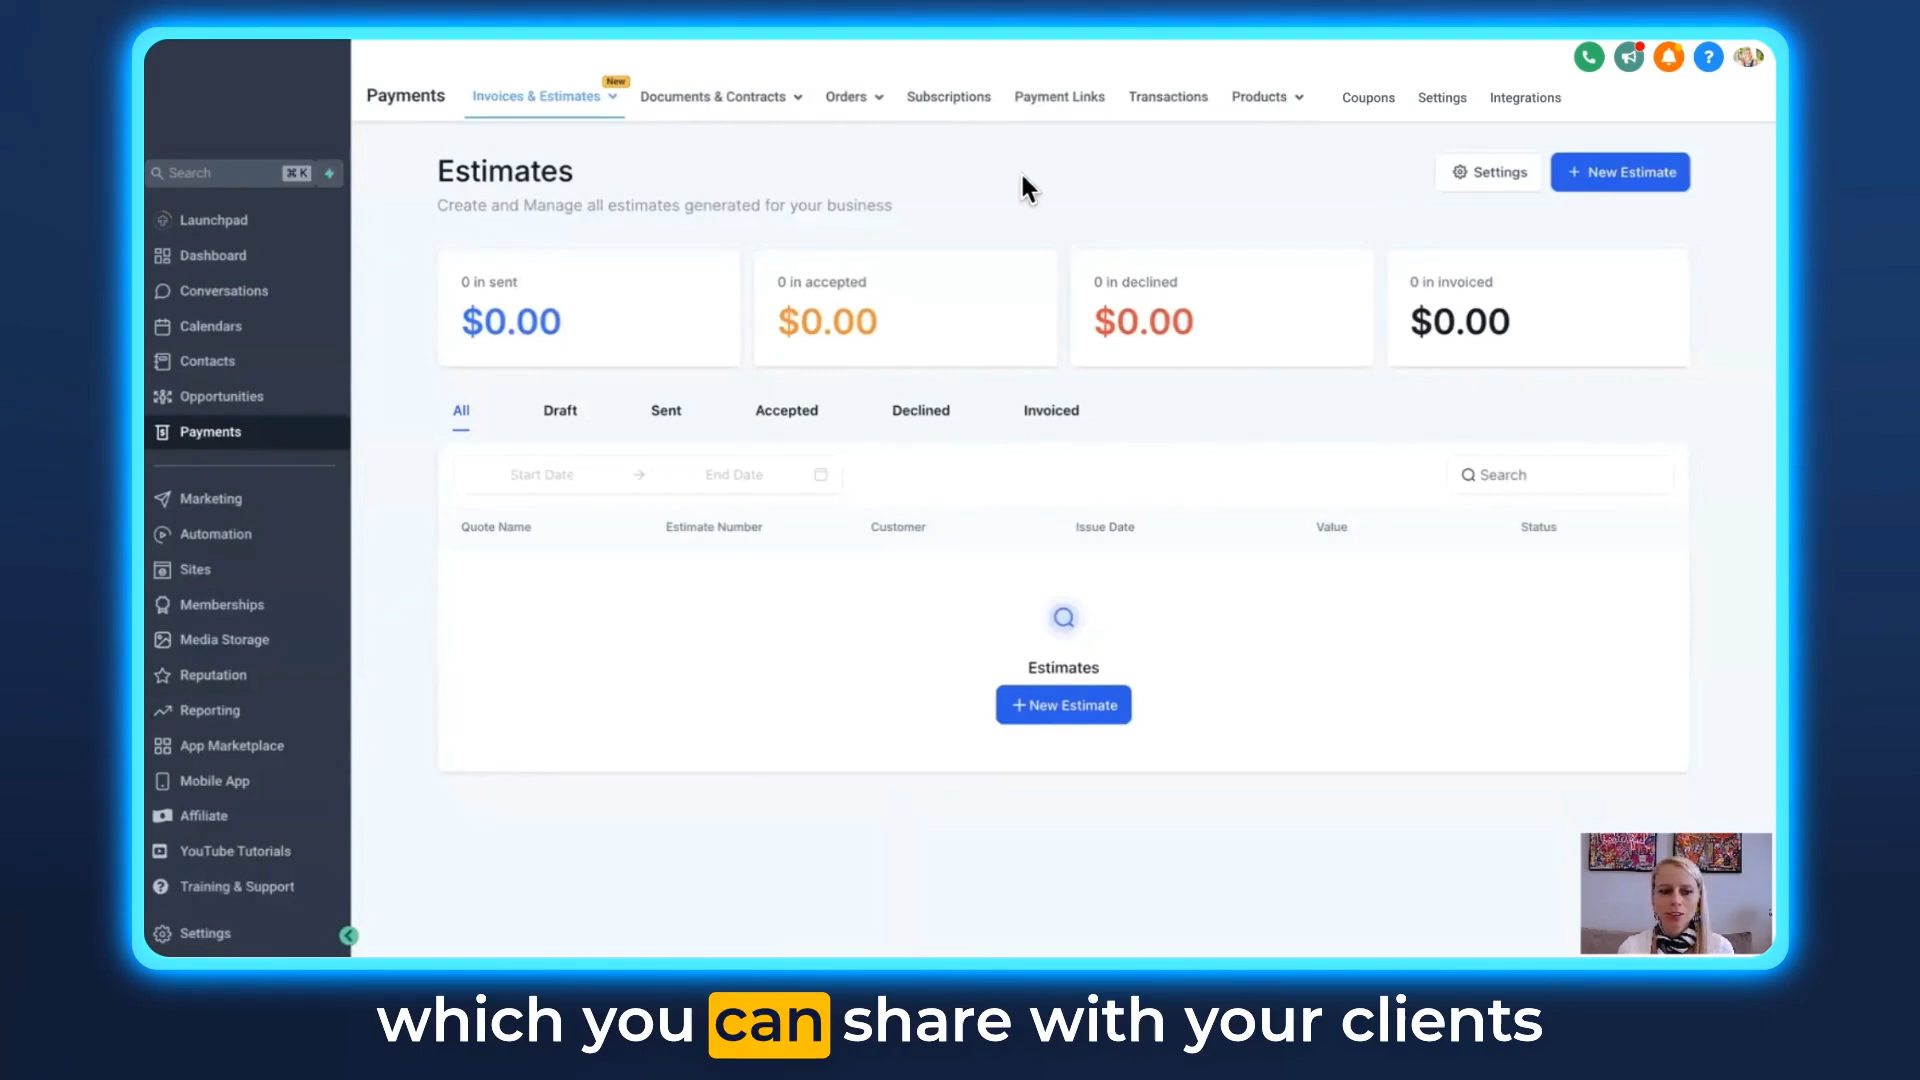 Payments
Invoices & Estimates
New
Documents & Contracts
Orders
Subscriptions
Payment Links
Transactions
Products
Coupons
Settings
Integrations
?
Search
⌘ K
Launchpad
Dashboard
Conversations
Calendars
Contacts
Opportunities
Payments
Marketing
Automation
Sites
Memberships
Media Storage
Reputation
Reporting
App Marketplace
Mobile App
Affiliate
YouTube Tutorials
Training & Support
Settings
Estimates
Create and Manage all estimates generated for your business
Settings
+ New Estimate
0 in sent
$0.00
0 in accepted
$0.00
0 in declined
$0.00
0 in invoiced
$0.00
All
Draft
Sent
Accepted
Declined
Invoiced
Start Date
→
End Date
Search
Quote Name
Estimate Number
Customer
Issue Date
Value
Status
Estimates
+ New Estimate
which you can share with your clients